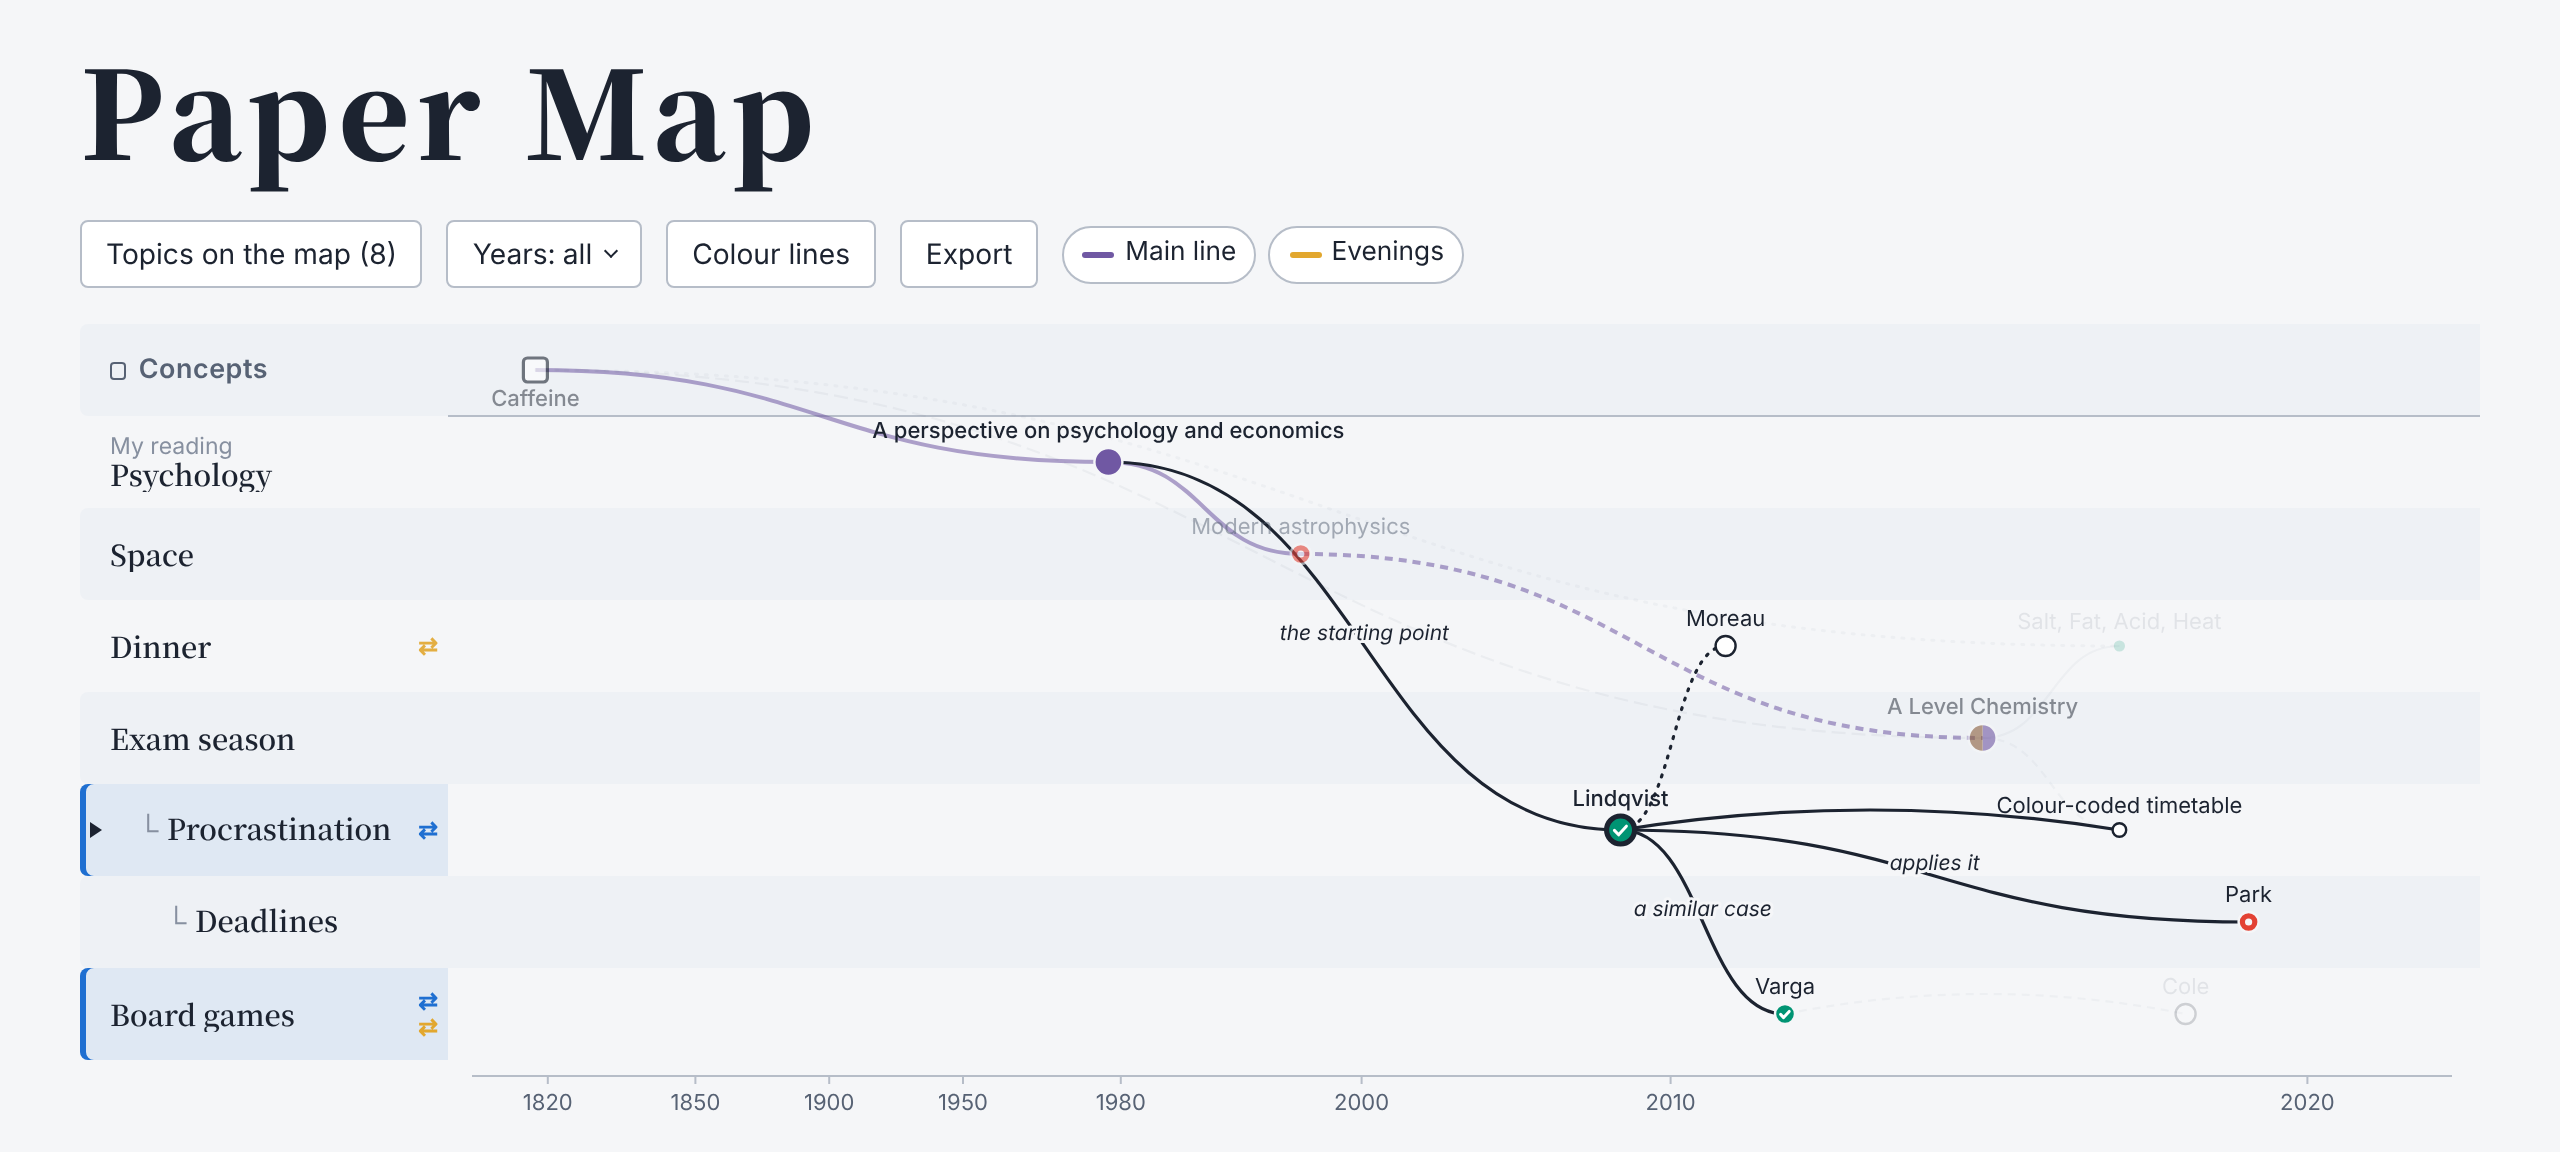 Paper Map
Topics on the map (8)
Years: all
Colour lines
Export
Main line
Evenings
Concepts
Caffeine
A perspective on psychology and economics
My reading
Psychology
Modern astrophysics
Space
the starting point
Moreau
Salt, Fat, Acid, Heat
Dinner
A Level Chemistry
Exam season
Lindqvist
Colour-coded timetable
Procrastination
applies it
Park
a similar case
Deadlines
Varga
Cole
Board games
1820
1850
1900
1950
1980
2000
2010
2020